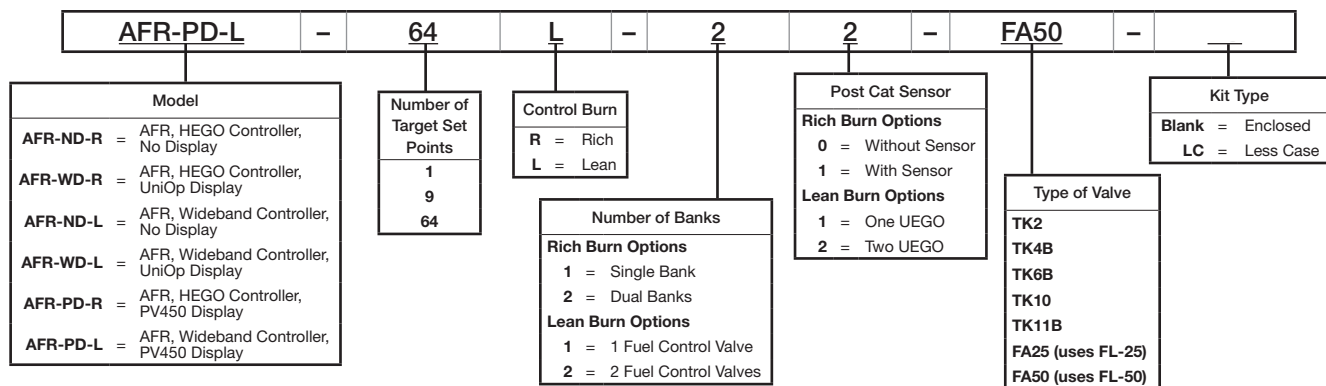 AFR-PD-L – 64 L – 2 2 – FA50 – __
Model
AFR-ND-R = AFR, HEGO Controller,
No Display
AFR-WD-R = AFR, HEGO Controller,
UniOp Display
AFR-ND-L = AFR, Wideband Controller,
No Display
AFR-WD-L = AFR, Wideband Controller,
UniOp Display
AFR-PD-R = AFR, HEGO Controller,
PV450 Display
AFR-PD-L = AFR, Wideband Controller,
PV450 Display
Number of
Target Set
Points
1
9
64
Control Burn
R = Rich
L = Lean
Number of Banks
Rich Burn Options
1 = Single Bank
2 = Dual Banks
Lean Burn Options
1 = 1 Fuel Control Valve
2 = 2 Fuel Control Valves
Post Cat Sensor
Rich Burn Options
0 = Without Sensor
1 = With Sensor
Lean Burn Options
1 = One UEGO
2 = Two UEGO
Type of Valve
TK2
TK4B
TK6B
TK10
TK11B
FA25 (uses FL-25)
FA50 (uses FL-50)
Kit Type
Blank = Enclosed
LC = Less Case